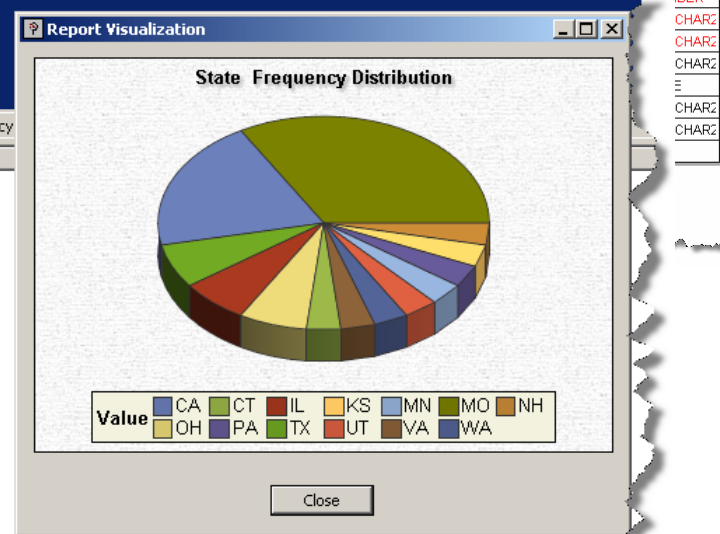 Report Visualization
State Frequency Distribution
Value CA CT IL KS MN MO NH
OH PA TX UT VA WA
Close
cy
CHAR2
CHAR2
CHAR2
E
CHAR2
CHAR2